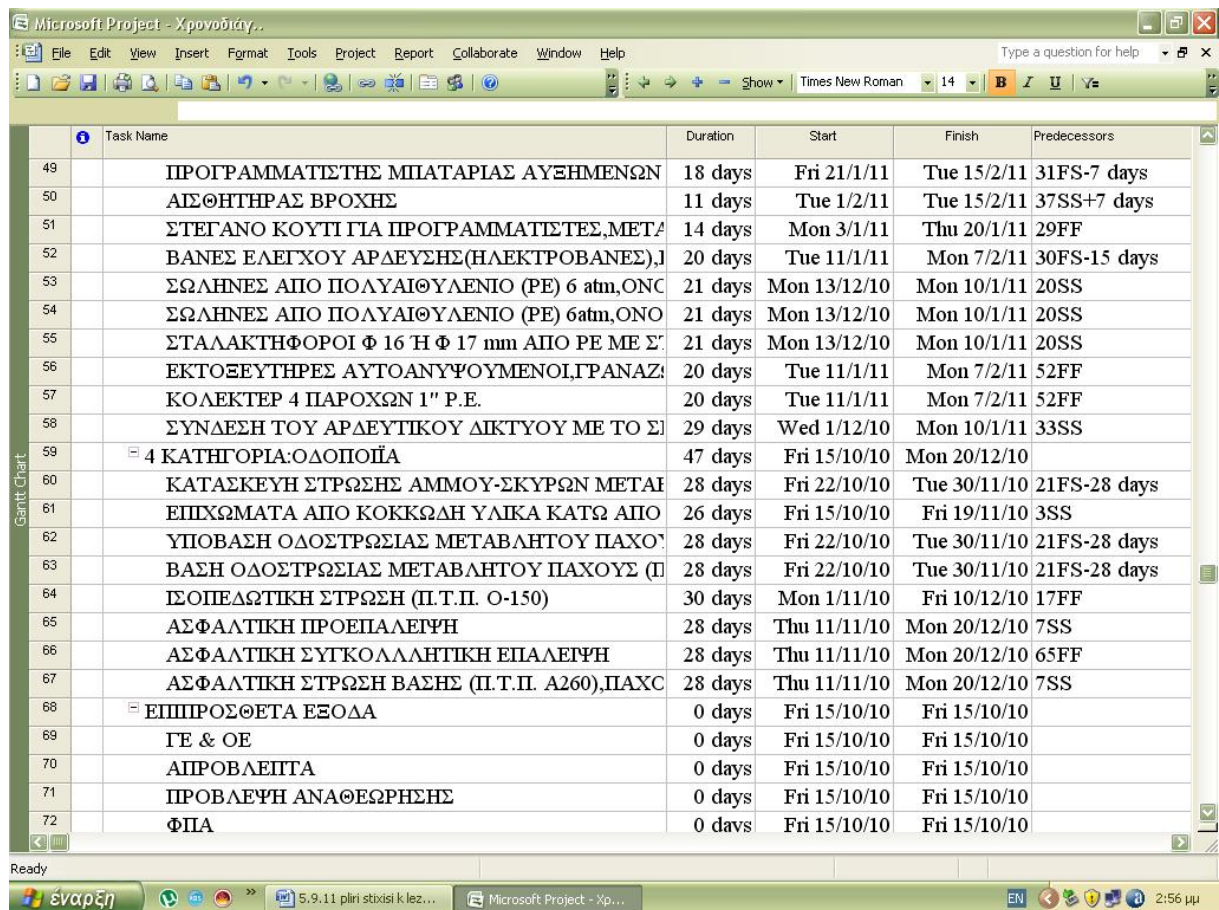 Microsoft Project - Χρονοδιάγ..
File Edit View Insert Format Tools Project Report Collaborate Window Help Type a question for help
Show Times New Roman 14 B I U
Task Name Duration Start Finish Predecessors
49 ΠΡΟΓΡΑΜΜΑΤΙΣΤΗΣ ΜΠΑΤΑΡΙΑΣ ΑΥΞΗΜΕΝΩΝ 18 days Fri 21/1/11 Tue 15/2/11 31FS-7 days
50 ΑΙΣΘΗΤΗΡΑΣ ΒΡΟΧΗΣ 11 days Tue 1/2/11 Tue 15/2/11 37SS+7 days
51 ΣΤΕΓΑΝΟ ΚΟΥΤΙ ΓΙΑ ΠΡΟΓΡΑΜΜΑΤΙΣΤΕΣ,ΜΕΤΑ 14 days Mon 3/1/11 Thu 20/1/11 29FF
52 ΒΑΝΕΣ ΕΛΕΓΧΟΥ ΑΡΔΕΥΣΗΣ(ΗΛΕΚΤΡΟΒΑΝΕΣ), 20 days Tue 11/1/11 Mon 7/2/11 30FS-15 days
53 ΣΩΛΗΝΕΣ ΑΠΟ ΠΟΛΥΑΙΘΥΛΕΝΙΟ (PE) 6 atm,ΟΝΟ 21 days Mon 13/12/10 Mon 10/1/11 20SS
54 ΣΩΛΗΝΕΣ ΑΠΟ ΠΟΛΥΑΙΘΥΛΕΝΙΟ (PE) 6atm,ΟΝΟ 21 days Mon 13/12/10 Mon 10/1/11 20SS
55 ΣΤΑΛΑΚΤΗΦΟΡΟΙ Φ 16 Ή Φ 17 mm ΑΠΟ ΡΕ ΜΕ ΣΤ 21 days Mon 13/12/10 Mon 10/1/11 20SS
56 ΕΚΤΟΞΕΥΤΗΡΕΣ ΑΥΤΟΑΝΥΨΟΥΜΕΝΟΙ,ΓΡΑΝΑΖ 20 days Tue 11/1/11 Mon 7/2/11 52FF
57 ΚΟΛΕΚΤΕΡ 4 ΠΑΡΟΧΩΝ 1" P.E. 20 days Tue 11/1/11 Mon 7/2/11 52FF
58 ΣΥΝΔΕΣΗ ΤΟΥ ΑΡΔΕΥΤΙΚΟΥ ΔΙΚΤΥΟΥ ΜΕ ΤΟ ΣΙ 29 days Wed 1/12/10 Mon 10/1/11 33SS
59 4 ΚΑΤΗΓΟΡΙΑ:ΟΔΟΠΟΙΪΑ 47 days Fri 15/10/10 Mon 20/12/10
60 ΚΑΤΑΣΚΕΥΗ ΣΤΡΩΣΗΣ ΑΜΜΟΥ-ΣΚΥΡΩΝ ΜΕΤΑΒ 28 days Fri 22/10/10 Tue 30/11/10 21FS-28 days
61 ΕΠΙΧΩΜΑΤΑ ΑΠΟ ΚΟΚΚΩΔΗ ΥΛΙΚΑ ΚΑΤΩ ΑΠΟ 26 days Fri 15/10/10 Fri 19/11/10 3SS
62 ΥΠΟΒΑΣΗ ΟΔΟΣΤΡΩΣΙΑΣ ΜΕΤΑΒΛΗΤΟΥ ΠΑΧΟΥ 28 days Fri 22/10/10 Tue 30/11/10 21FS-28 days
63 ΒΑΣΗ ΟΔΟΣΤΡΩΣΙΑΣ ΜΕΤΑΒΛΗΤΟΥ ΠΑΧΟΥΣ (Π 28 days Fri 22/10/10 Tue 30/11/10 21FS-28 days
64 ΙΣΟΠΕΔΩΤΙΚΗ ΣΤΡΩΣΗ (Π.Τ.Π. Ο-150) 30 days Mon 1/11/10 Fri 10/12/10 17FF
65 ΑΣΦΑΛΤΙΚΗ ΠΡΟΕΠΑΛΕΙΨΗ 28 days Thu 11/11/10 Mon 20/12/10 7SS
66 ΑΣΦΑΛΤΙΚΗ ΣΥΓΚΟΛΛΛΗΤΙΚΗ ΕΠΑΛΕΙΨΗ 28 days Thu 11/11/10 Mon 20/12/10 65FF
67 ΑΣΦΑΛΤΙΚΗ ΣΤΡΩΣΗ ΒΑΣΗΣ (Π.Τ.Π. Α260),ΠΑΧΟ 28 days Thu 11/11/10 Mon 20/12/10 7SS
68 ΕΠΙΠΡΟΣΘΕΤΑ ΕΞΟΔΑ 0 days Fri 15/10/10 Fri 15/10/10
69 ΓΕ & ΟΕ 0 days Fri 15/10/10 Fri 15/10/10
70 ΑΠΡΟΒΛΕΠΤΑ 0 days Fri 15/10/10 Fri 15/10/10
71 ΠΡΟΒΛΕΨΗ ΑΝΑΘΕΩΡΗΣΗΣ 0 days Fri 15/10/10 Fri 15/10/10
72 ΦΠΑ 0 days Fri 15/10/10 Fri 15/10/10
Gantt Chart
Ready
έναρξη 5.9.11 pliri stixisi k lez... Microsoft Project - Χρ... EN 2:56 μμ